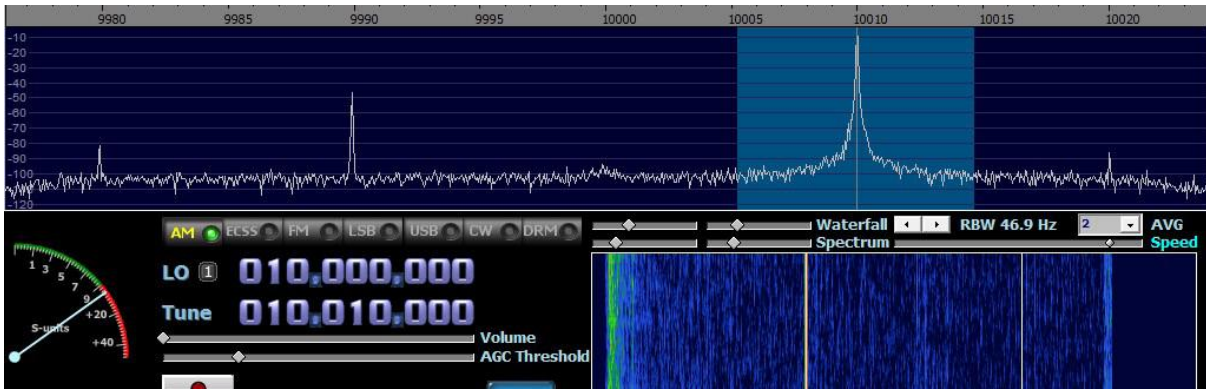 9980 9985 9990 9995 10000 10005 10010 10015 10020
-10
-20
-30
-40
-50
-60
-70
-80
-90
-100
-120
AM ECSS FM LSB USB CW DRM
Waterfall RBW 46.9 Hz 2 AVG
Spectrum Speed
1 3 5 7 9 +20 +40
S-units
LO 1 010.000.000
Tune 010.010.000
Volume
AGC Threshold